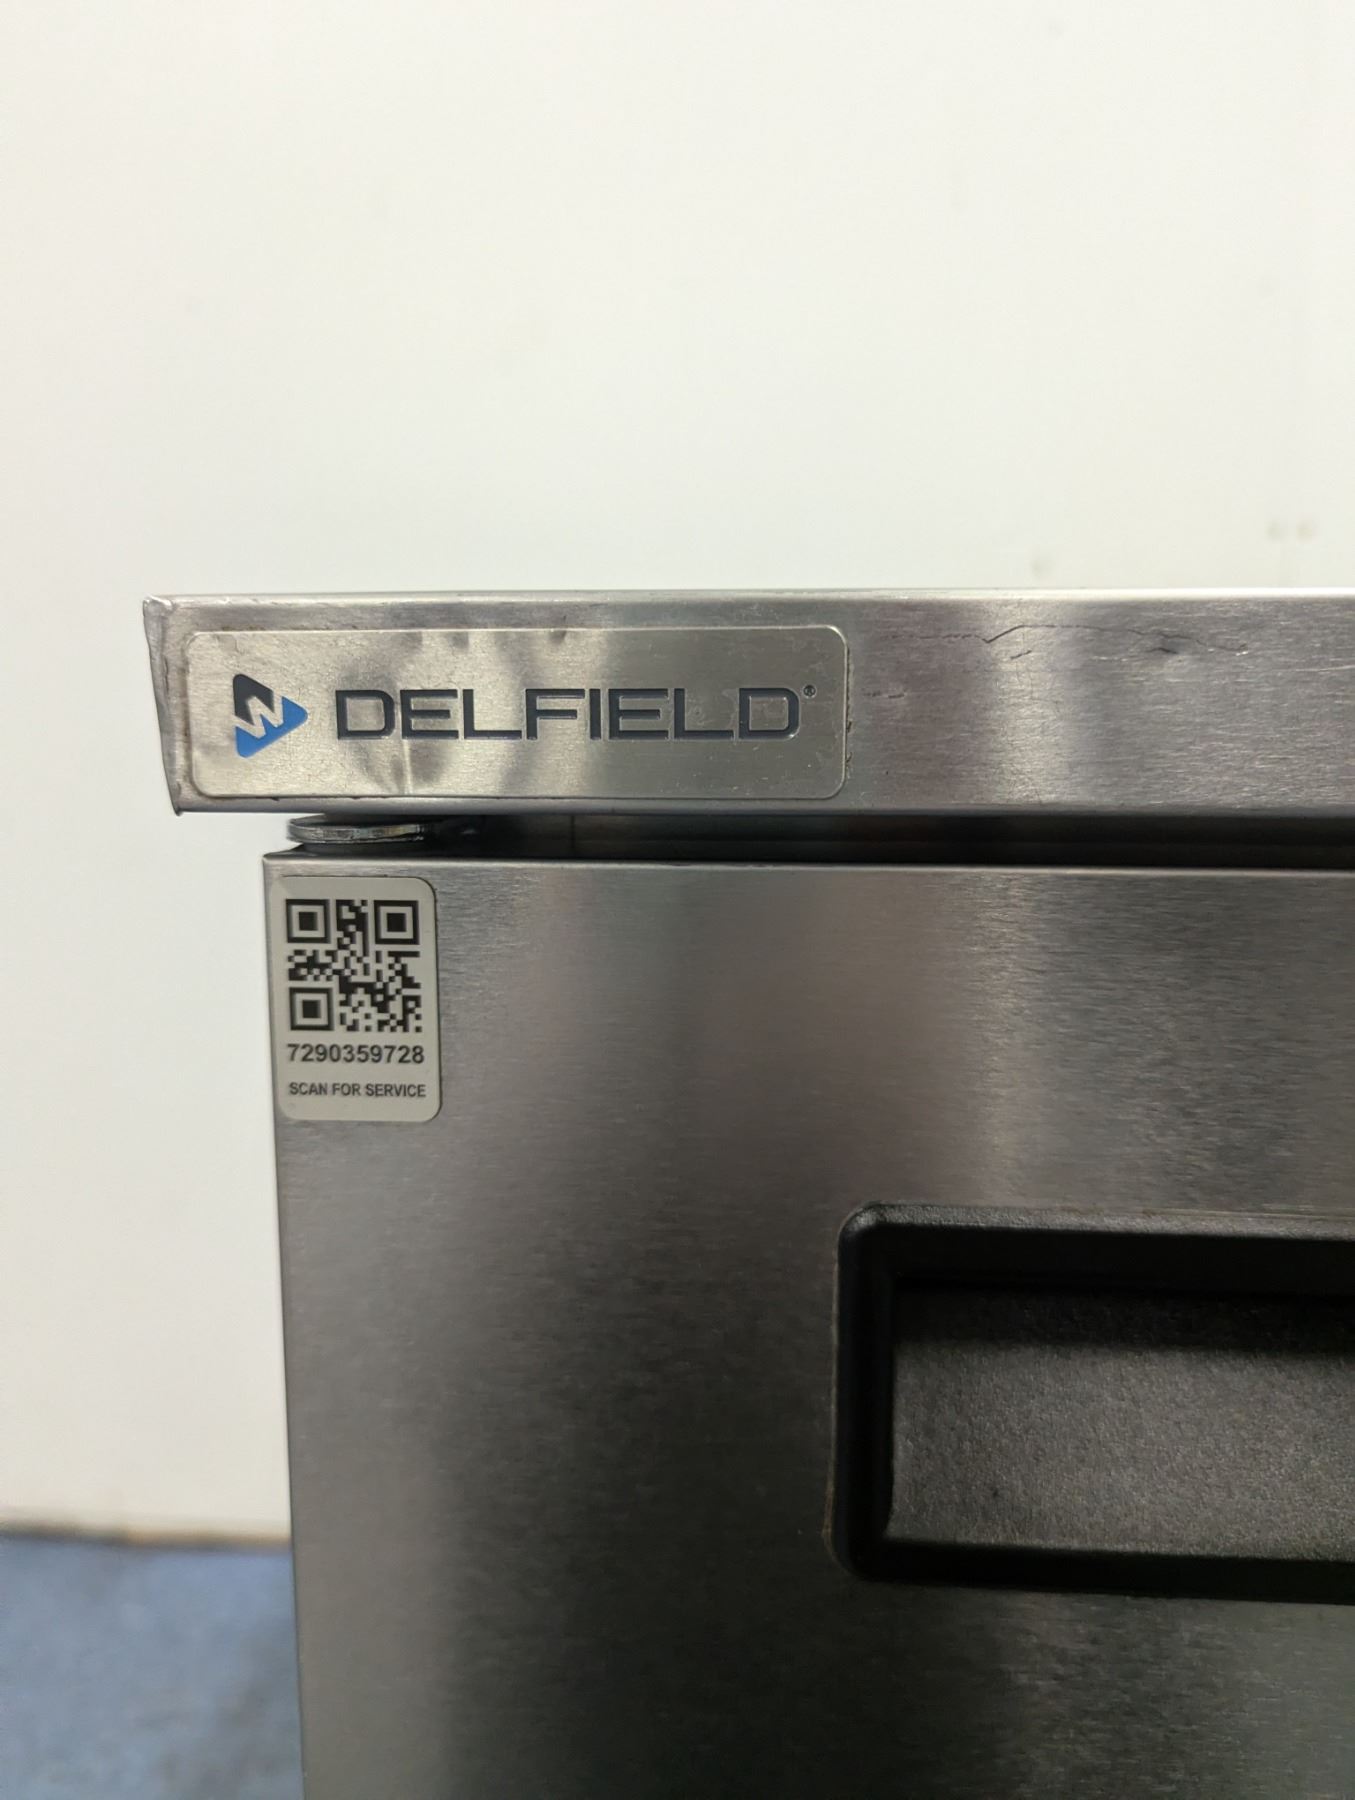 DELFIELD®
7290359728
SCAN FOR SERVICE